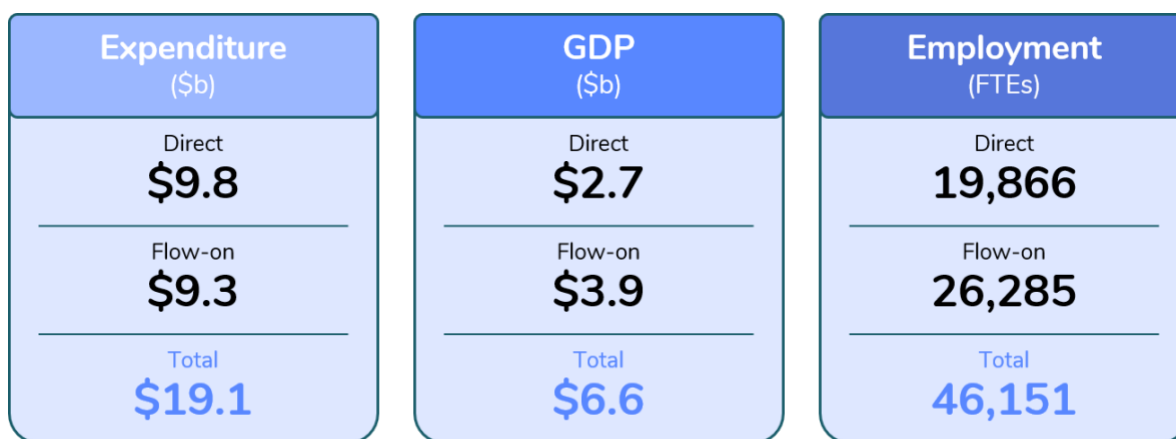 Expenditure
($b)
Direct
$9.8
Flow-on
$9.3
Total
$19.1
GDP
($b)
Direct
$2.7
Flow-on
$3.9
Total
$6.6
Employment
(FTEs)
Direct
19,866
Flow-on
26,285
Total
46,151